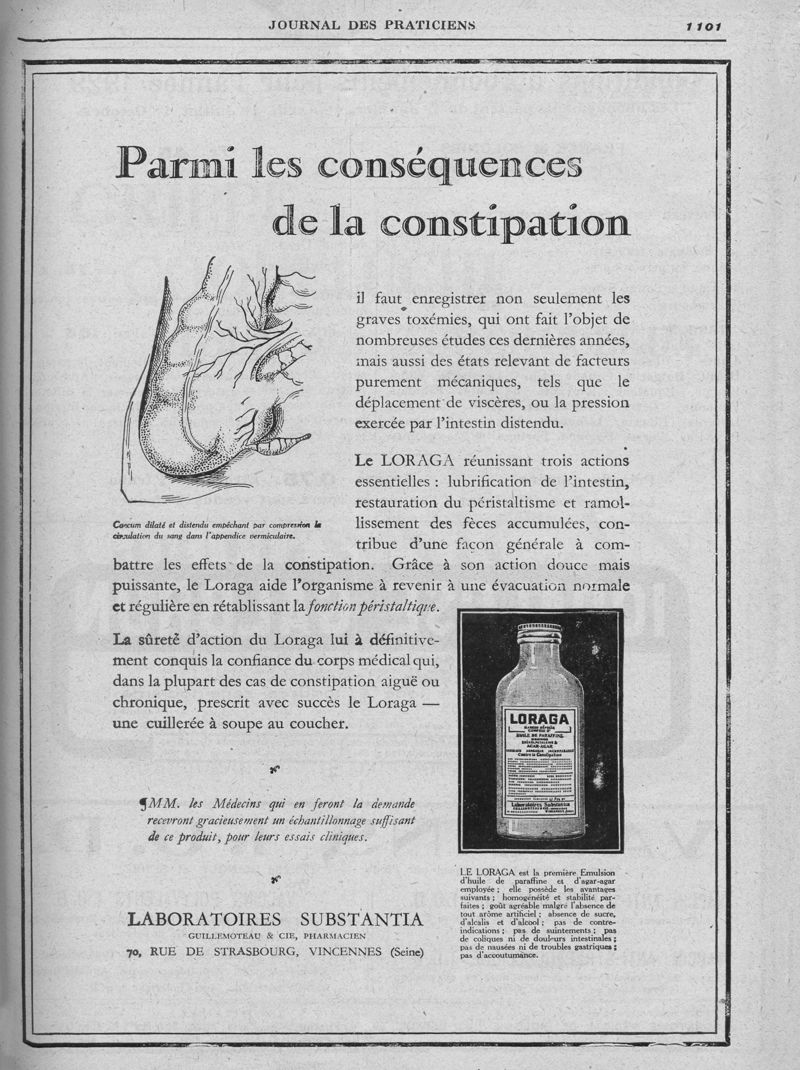 JOURNAL DES PRATICIENS
1101
Parmi les conséquences
de la constipation
il faut enregistrer non seulement les
graves toxémies, qui ont fait l'objet de
nombreuses études ces dernières années,
mais aussi des états relevant de facteurs
purement mécaniques, tels que le
déplacement de viscères, ou la pression
exercée par l'intestin distendu.
Cæcum dilaté et distendu empêchant par compression la
circulation du sang dans l'appendice vermiculaire.
Le LORAGA réunissant trois actions
essentielles : lubrification de l'intestin,
restauration du péristaltisme et ramol-
lissement des fèces accumulées, con-
tribue d'une façon générale à com-
battre les effets de la constipation. Grâce à son action douce mais
puissante, le Loraga aide l'organisme à revenir à une évacuation normale
et régulière en rétablissant la fonction péristaltique.
La sûreté d'action du Loraga lui à définitive-
ment conquis la confiance du corps médical qui,
dans la plupart des cas de constipation aiguë ou
chronique, prescrit avec succès le Loraga —
une cuillerée à soupe au coucher.
¶MM. les Médecins qui en feront la demande
recevront gracieusement un échantillonnage suffisant
de ce produit, pour leurs essais cliniques.
LABORATOIRES SUBSTANTIA
GUILLEMOTEAU & CIE, PHARMACIEN
70, RUE DE STRASBOURG, VINCENNES (Seine)
LORAGA
HUILE DE PARAFFINE
AGAR-AGAR
Contre la Constipation
Laboratoires Substantia
LE LORAGA est la première Emulsion
d'huile de paraffine et d'agar-agar
employée ; elle possède les avantages
suivants ; homogénéité et stabilité par-
faites ; goût agréable malgré l'absence de
tout arôme artificiel ; absence de sucre,
d'alcalis et d'alcool ; pas de contre-
indications ; pas de suintements ; pas
de coliques ni de douleurs intestinales ;
pas de nausées ni de troubles gastriques ;
pas d'accoutumance.